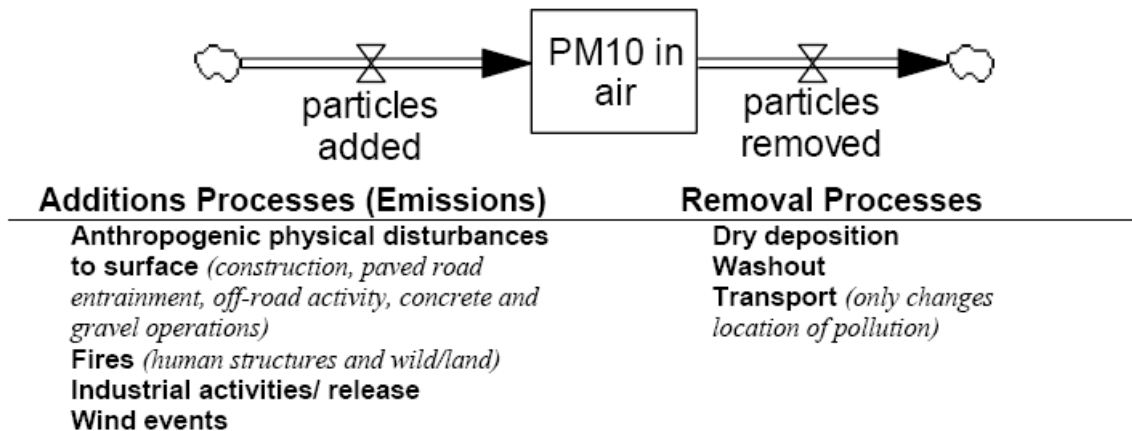 PM10 in
air
particles
added
particles
removed
Additions Processes (Emissions)
Anthropogenic physical disturbances
to surface (construction, paved road
entrainment, off-road activity, concrete and
gravel operations)
Fires (human structures and wild/land)
Industrial activities/ release
Wind events
Removal Processes
Dry deposition
Washout
Transport (only changes
location of pollution)